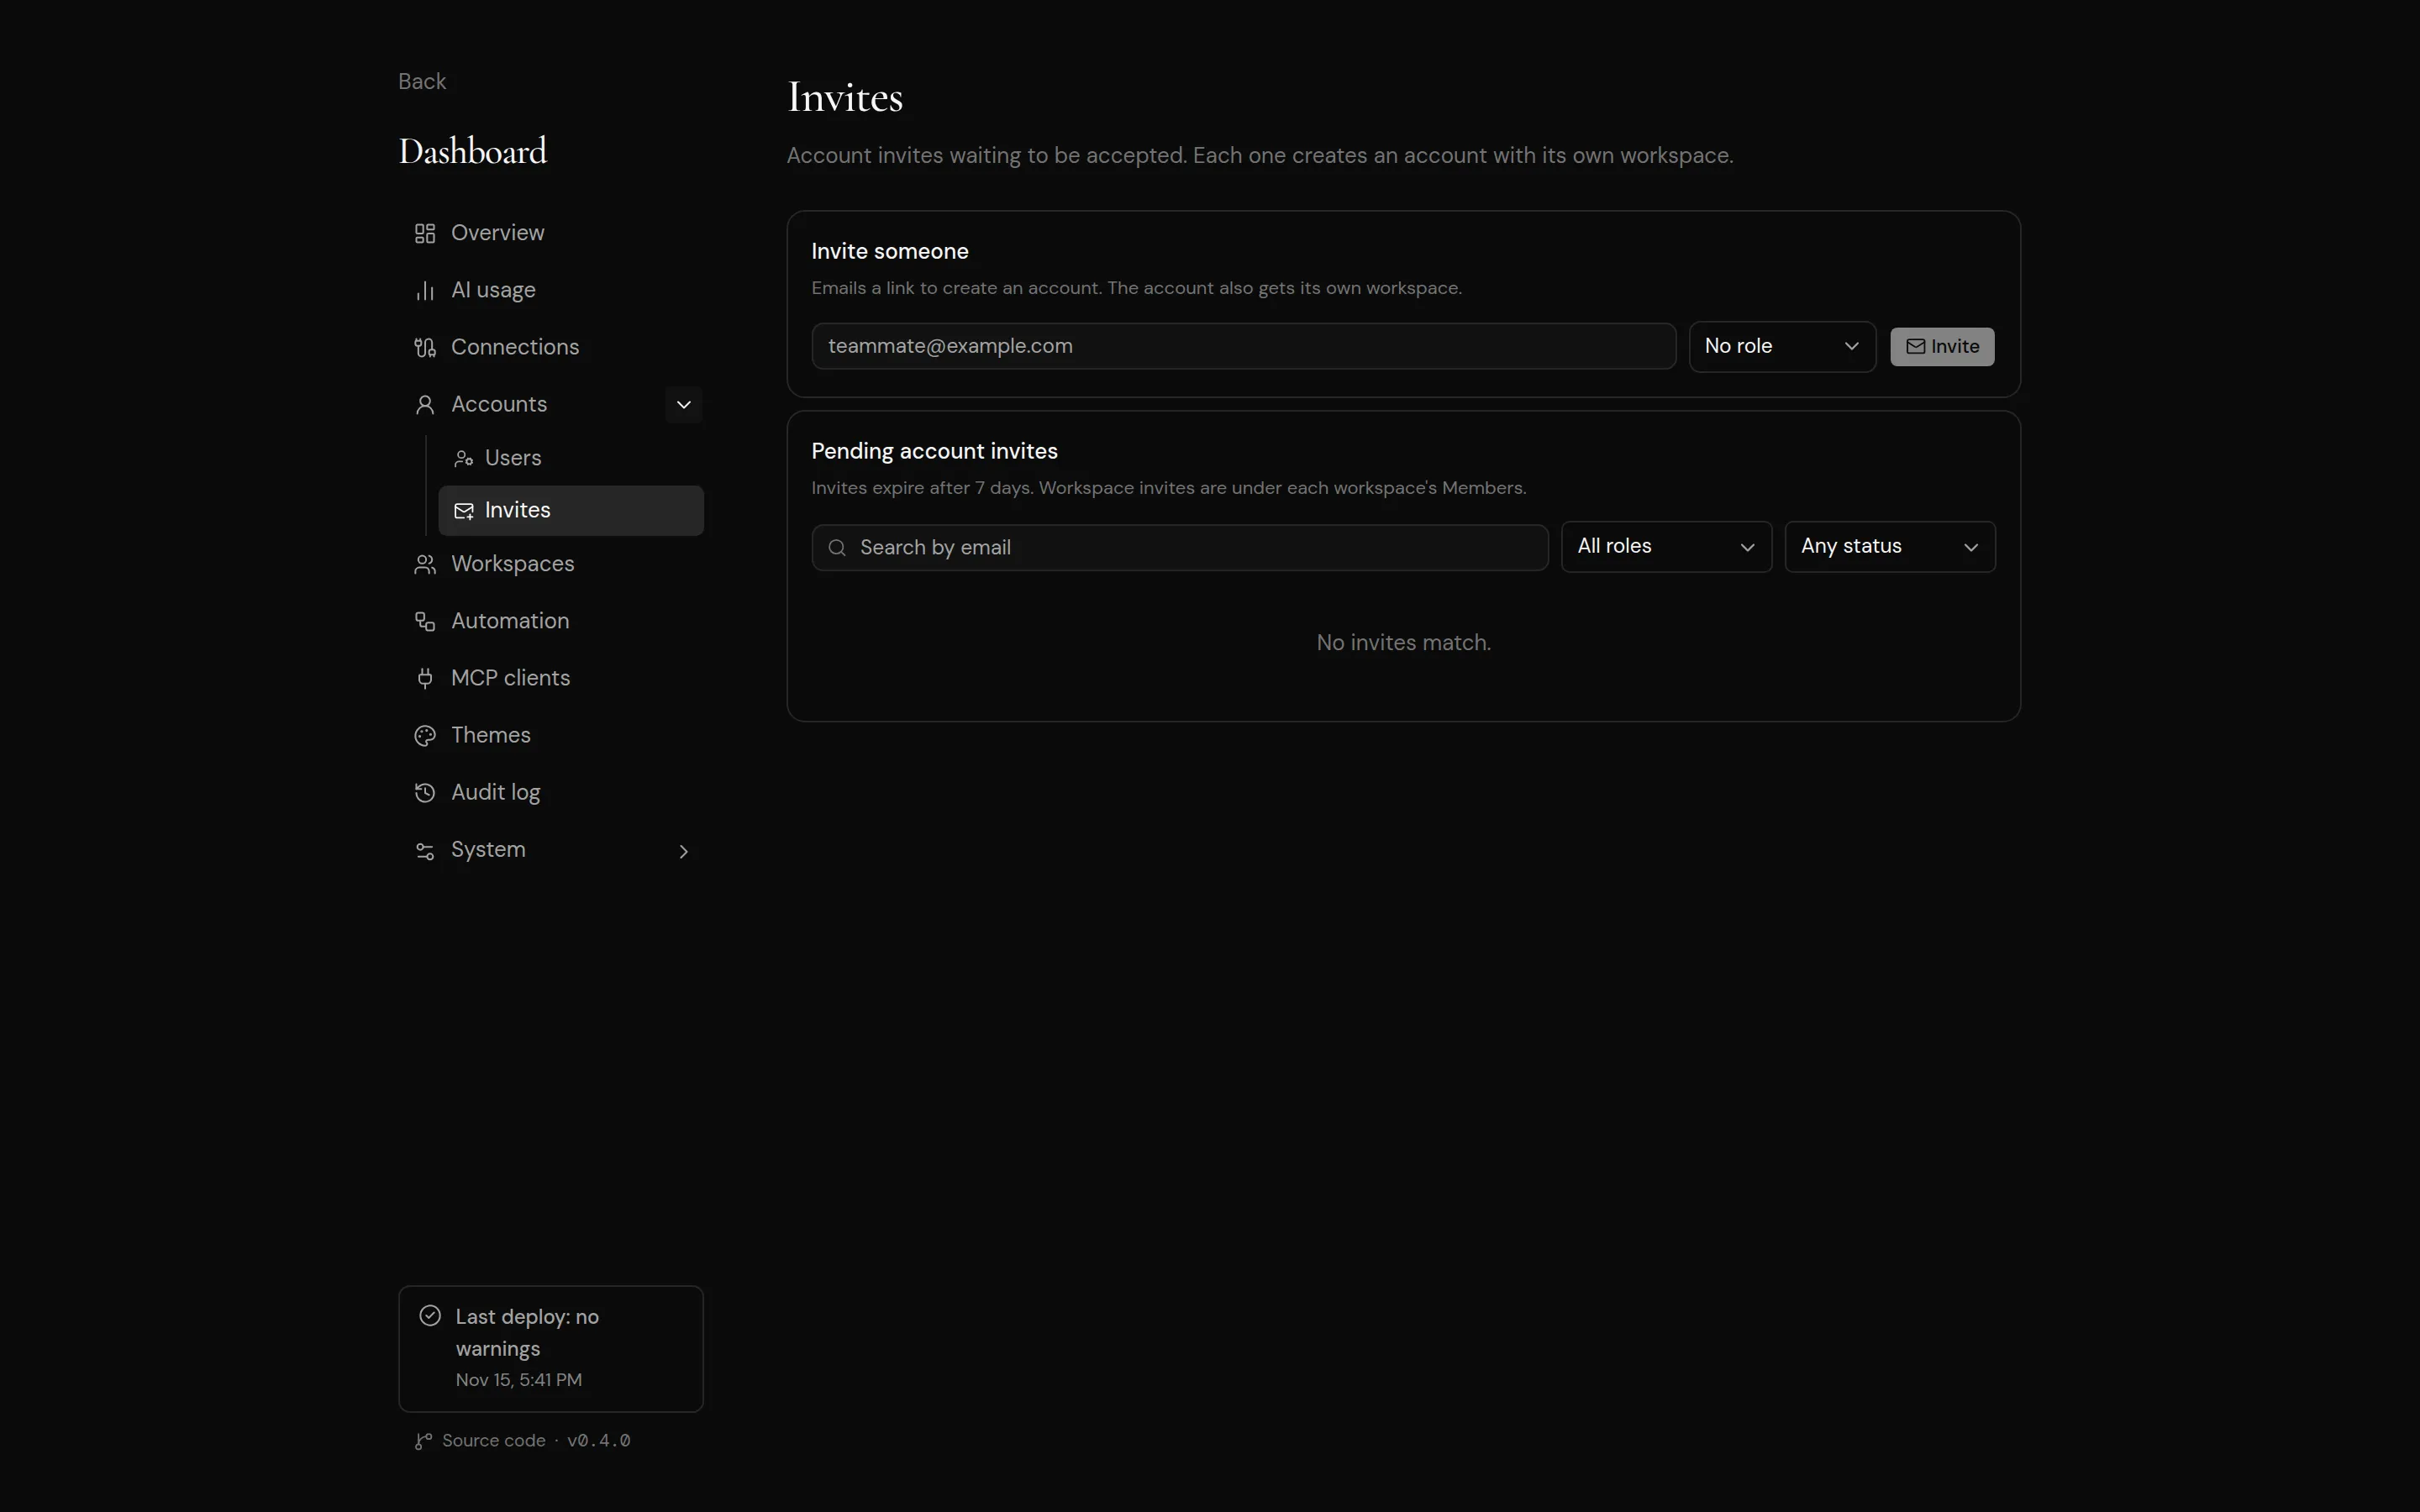 Back
Dashboard
Overview
AI usage
Connections
Accounts
Users
Invites
Workspaces
Automation
MCP clients
Themes
Audit log
System
Last deploy: no
warnings
Nov 15, 5:41 PM
Source code · v0.4.0
Invites
Account invites waiting to be accepted. Each one creates an account with its own workspace.
Invite someone
Emails a link to create an account. The account also gets its own workspace.
teammate@example.com
No role
Invite
Pending account invites
Invites expire after 7 days. Workspace invites are under each workspace's Members.
Search by email
All roles
Any status
No invites match.